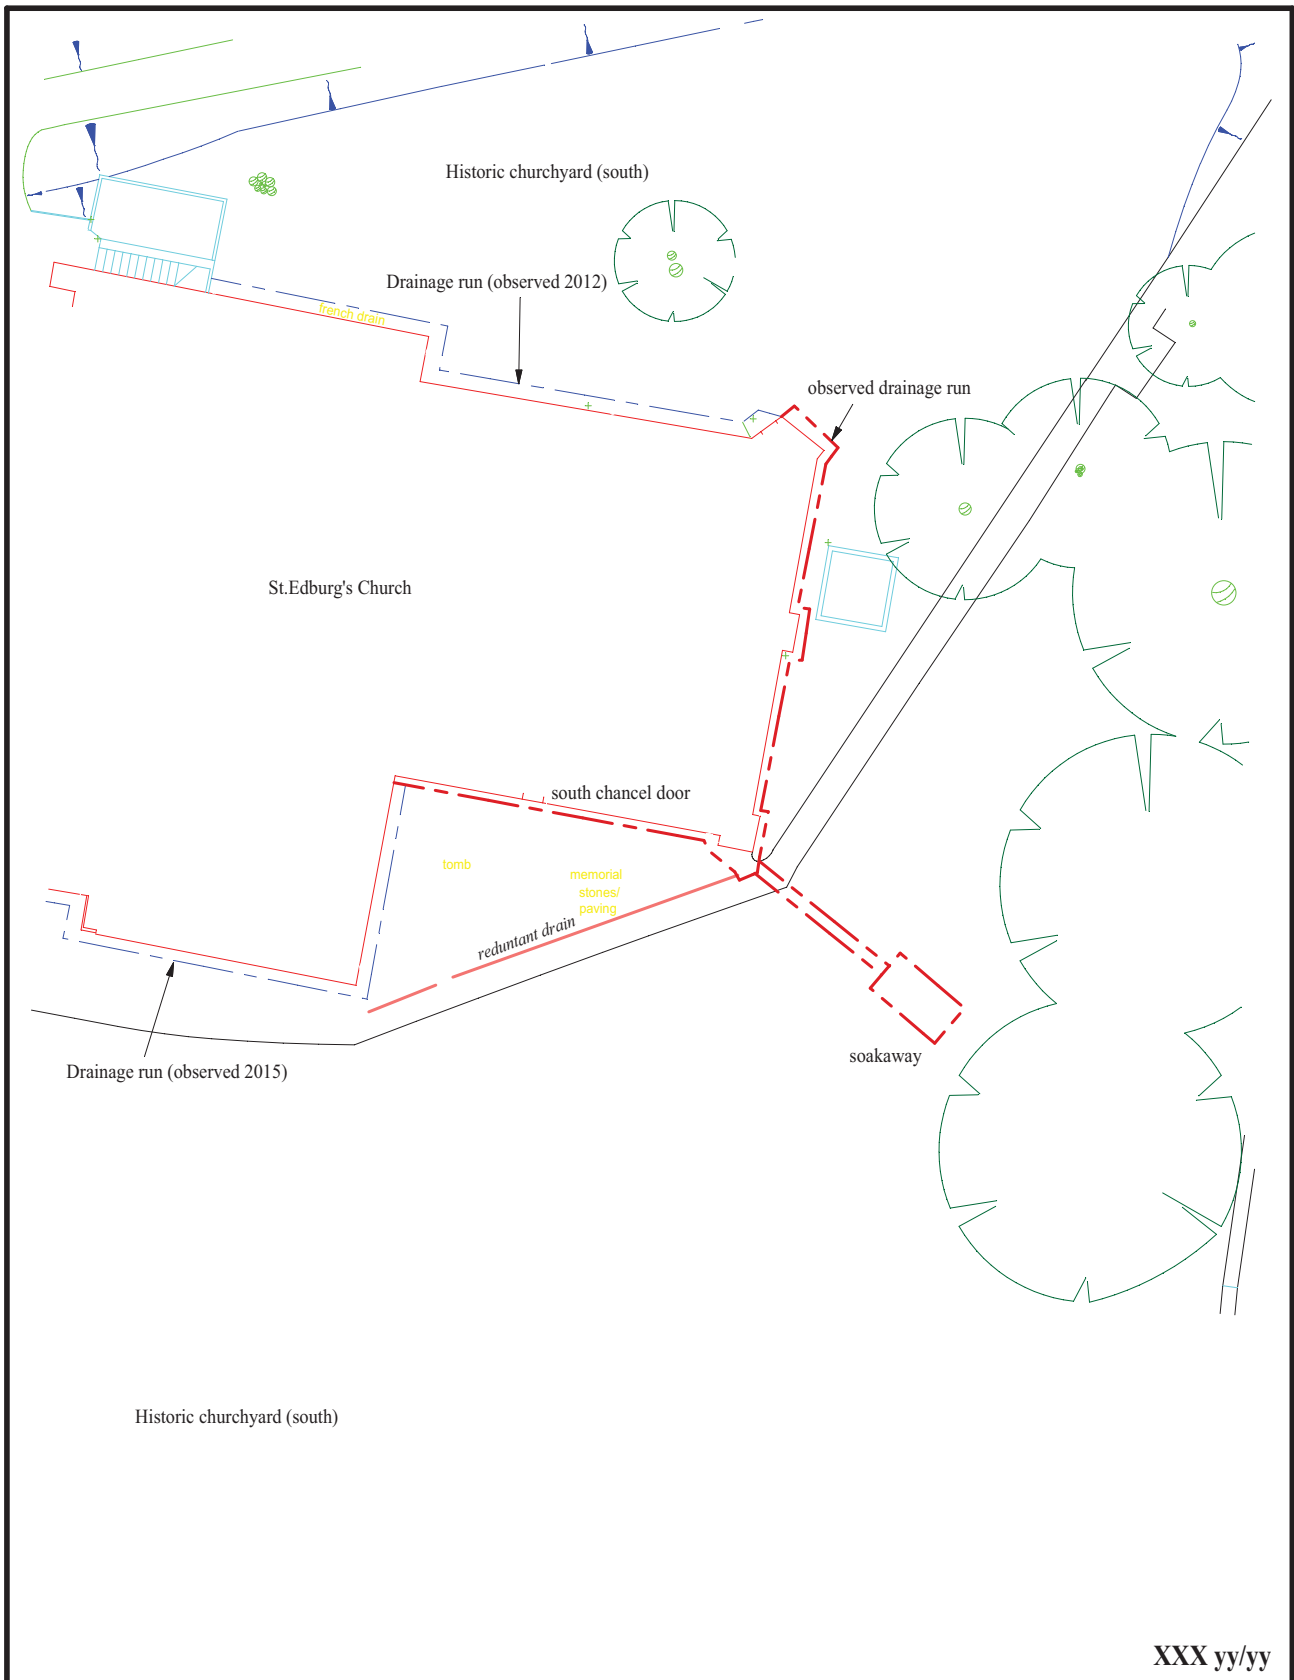 Historic churchyard (south)
Drainage run (observed 2012)
trench drain
observed drainage run
St.Edburg's Church
south chancel door
tomb
memorial
stones/
paving
reduntant drain
soakaway
Drainage run (observed 2015)
Historic churchyard (south)
XXX yy/yy